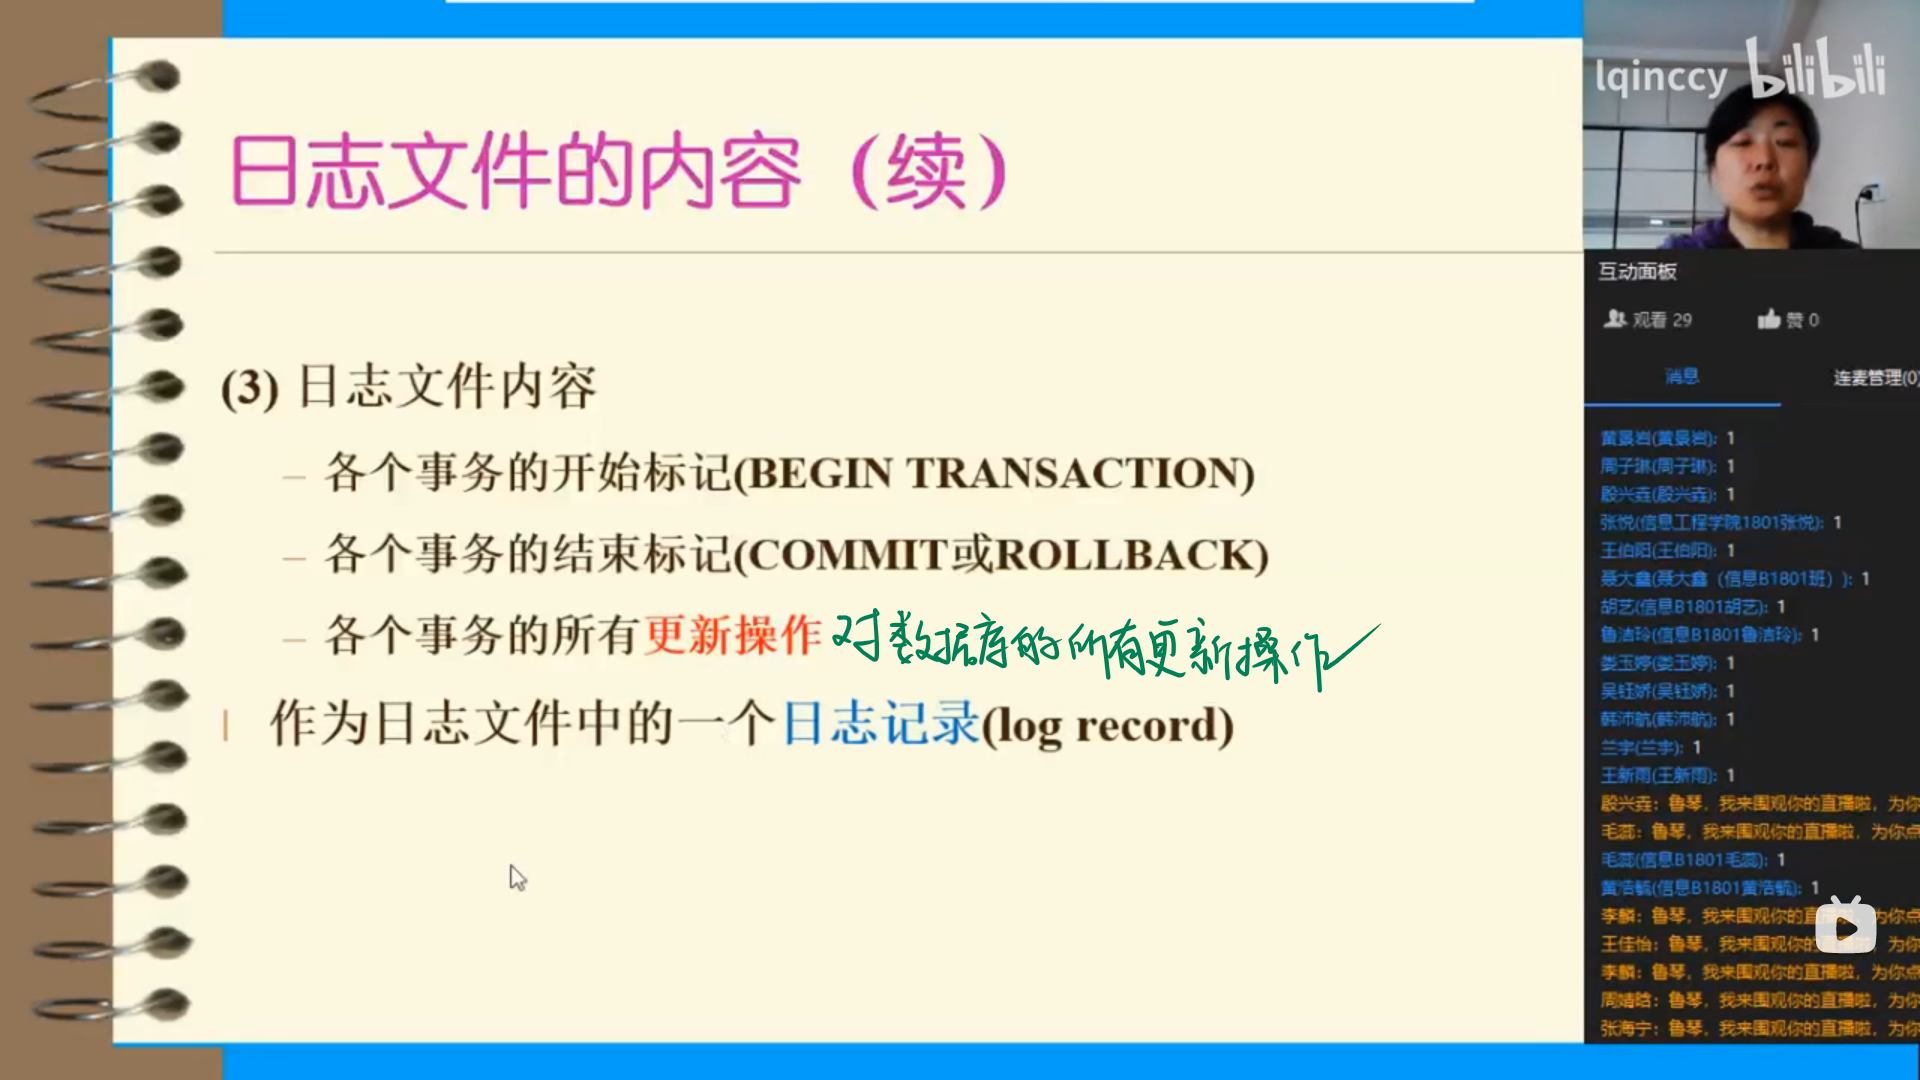 日志文件的内容（续）
(3) 日志文件内容
– 各个事务的开始标记(BEGIN TRANSACTION)
– 各个事务的结束标记(COMMIT或ROLLBACK)
– 各个事务的所有更新操作 对数据库的所有更新操作
作为日志文件中的一个日志记录(log record)
lqinccy bilibili
互动面板
观看 29 赞 0
消息 连麦管理(0)
黄景岩(黄景岩): 1
周子琳(周子琳): 1
殷兴垚(殷兴垚): 1
张悦(信息工程学院1801张悦): 1
王伯阳(王伯阳): 1
聂大鑫(聂大鑫（信息B1801班）): 1
胡艺(信息B1801胡艺): 1
鲁洁玲(信息B1801鲁洁玲): 1
娄玉婷(娄玉婷): 1
吴钰娇(吴钰娇): 1
韩沛航(韩沛航): 1
兰宇(兰宇): 1
王新雨(王新雨): 1
殷兴垚: 鲁琴，我来围观你的直播啦，为你
毛蕊: 鲁琴，我来围观你的直播啦，为你点
毛蕊(信息B1801毛蕊): 1
黄浩毓(信息B1801黄浩毓): 1
李麟: 鲁琴，我来围观你的直 为你点
王佳怡: 鲁琴，我来围观你的 为你
李麟: 鲁琴，我来围观你的直播啦，为你点
周婧晗: 鲁琴，我来围观你的直播啦，为你
张海宁: 鲁琴，我来围观你的直播啦，为你